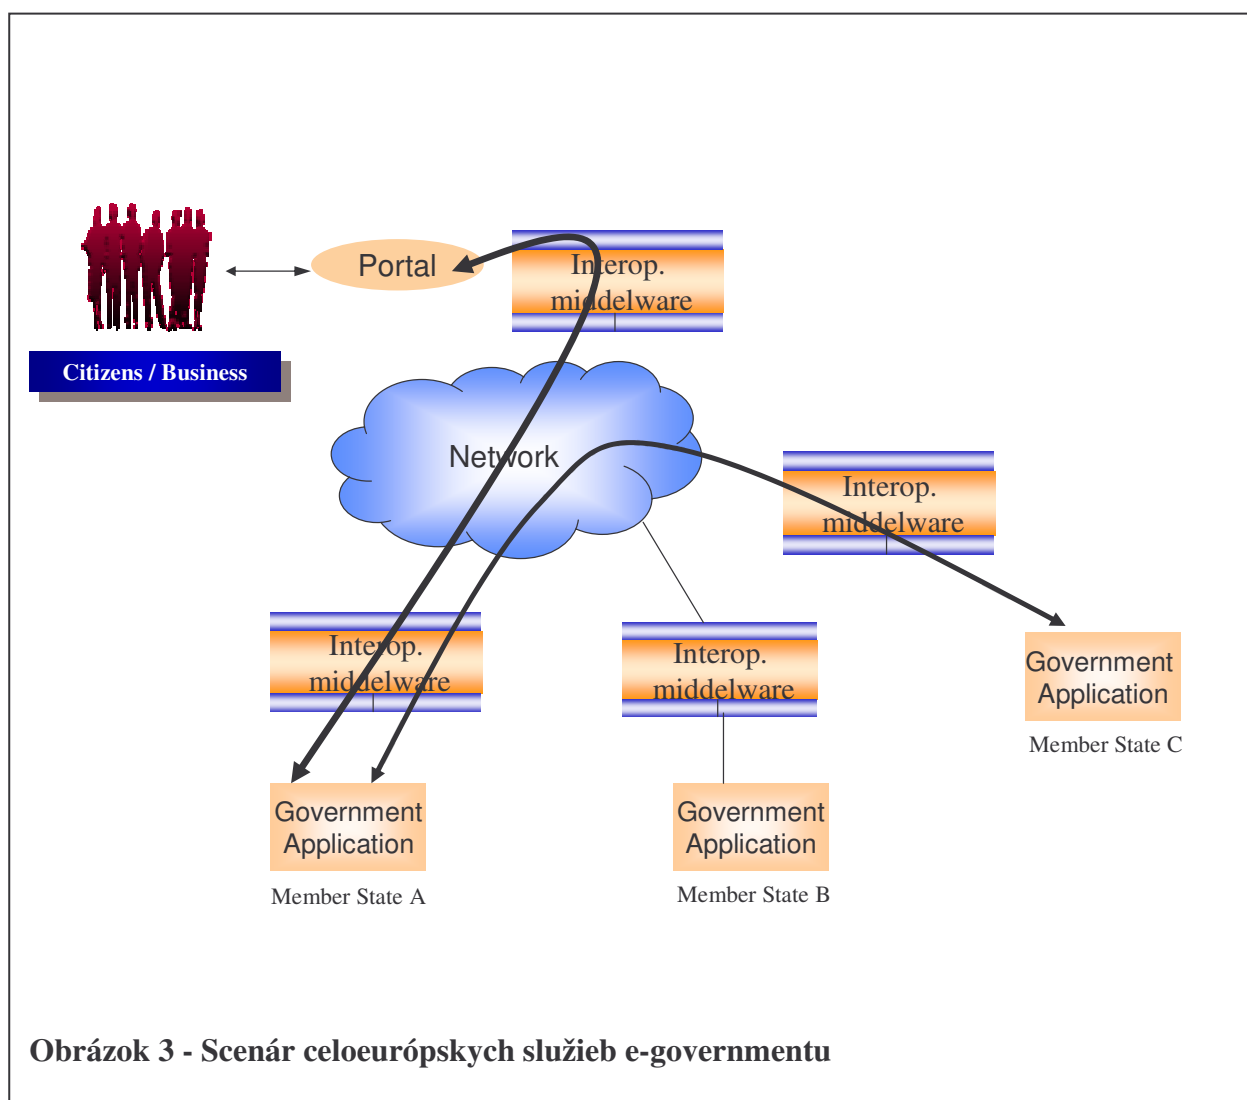 Portal
Interop.
middelware
Citizens / Business
Network
Interop.
middelware
Interop.
middelware
Interop.
middelware
Government
Application
Member State C
Government
Application
Member State A
Government
Application
Member State B
Obrázok 3 - Scenár celoeurópskych služieb e-governmentu